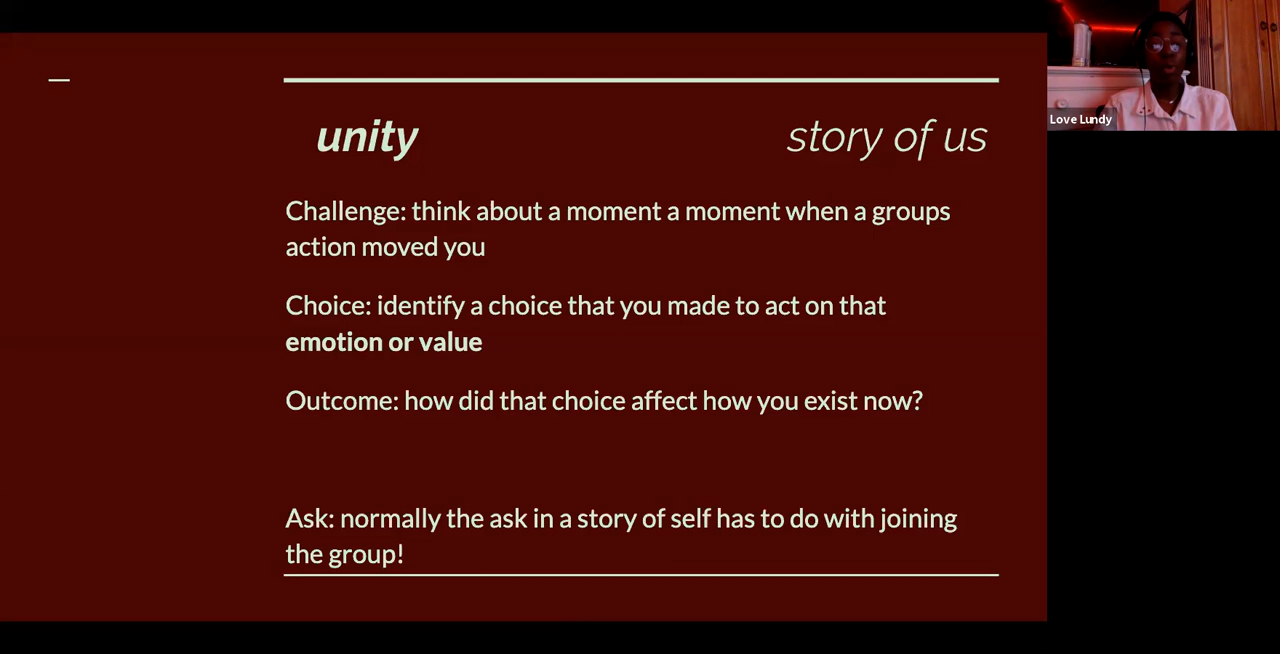 unity
story of us
Challenge: think about a moment a moment when a groups
action moved you
Choice: identify a choice that you made to act on that
emotion or value
Outcome: how did that choice affect how you exist now?
Ask: normally the ask in a story of self has to do with joining
the group!
Love Lundy